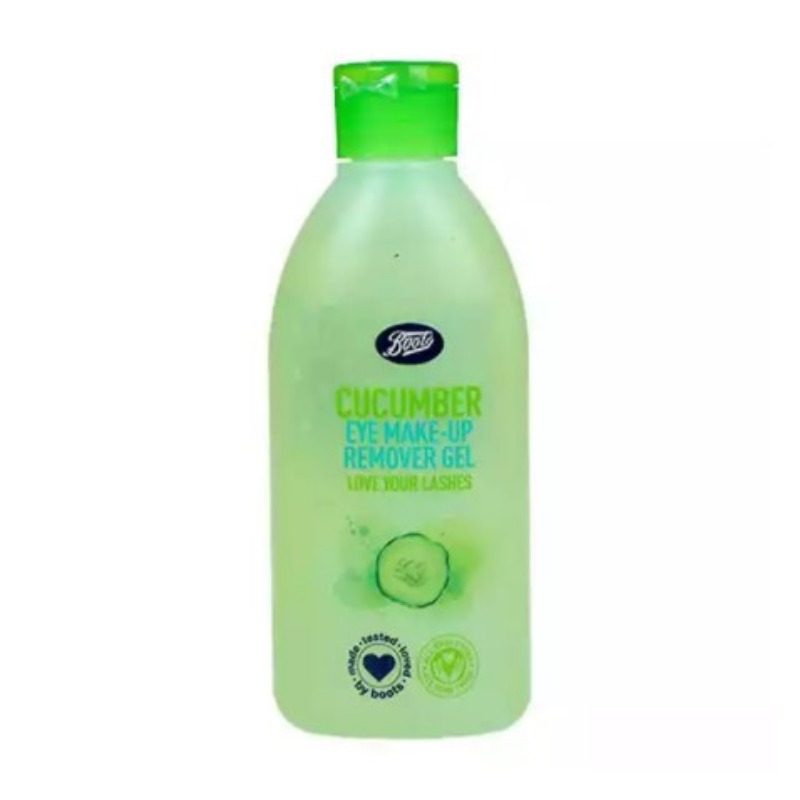 Boots
CUCUMBER
EYE MAKE-UP
REMOVER GEL
LOVE YOUR LASHES
made · tested · loved
· by boots ·